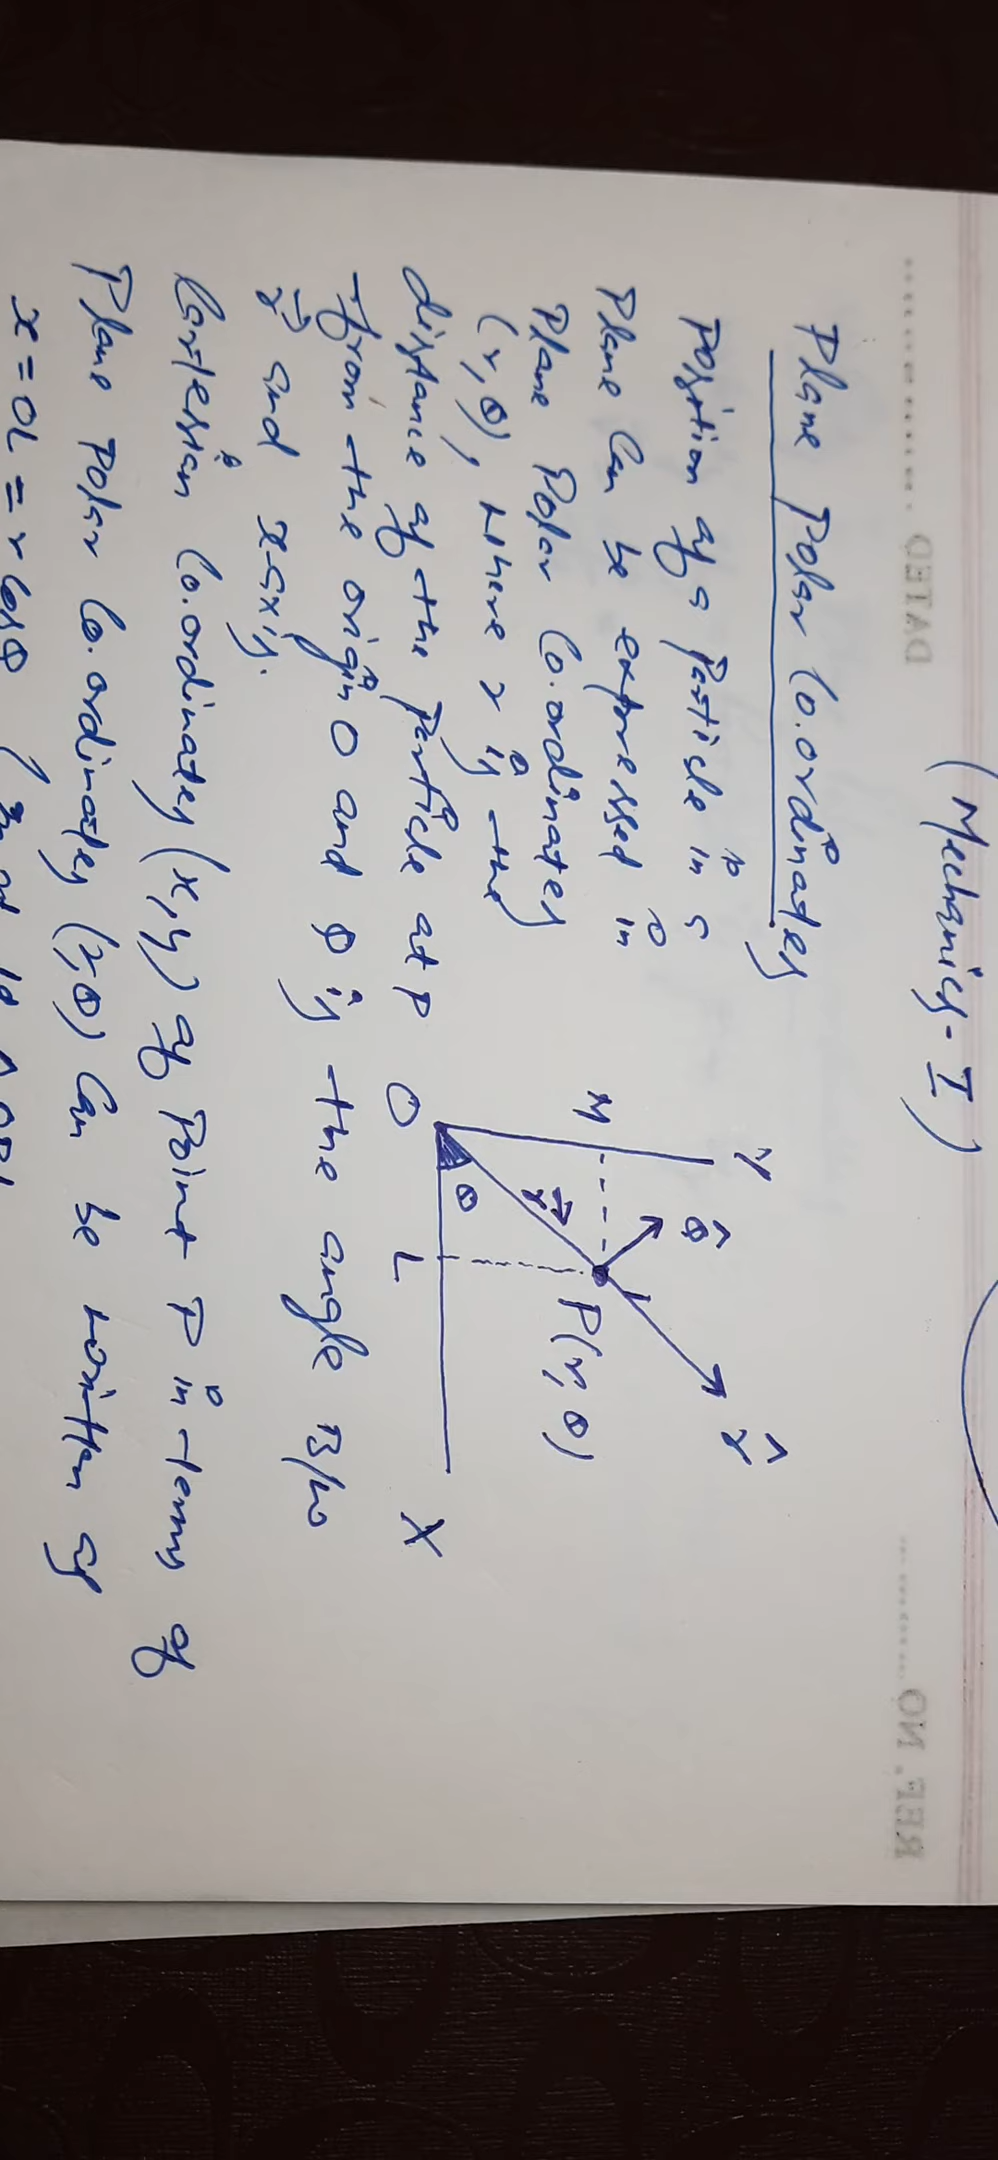 (Mechanics-I)
DATED
REF. NO
Plane Polar Co.ordinates
Position of a particle in a
Plane Can be expressed in
Plane Polar Co.ordinates
(r,θ), where r is the
distance of the Particle at P
from the origin O and θ is the angle B/w
r⃗ and x-axis.
Y
M
θ̂
r̂
r⃗
P(r,θ)
θ
O
L
X
Cartesian Co.ordinates (x,y) of Point P in terms of
Plane Polar Co.ordinates (r,θ) Can be written as
x = OL = r Cosθ